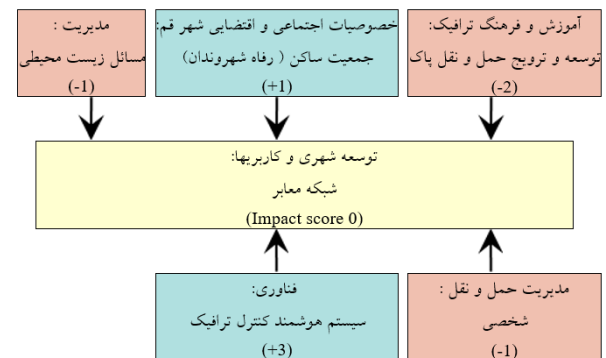 آموزش و فرهنگ ترافیک:
توسعه و ترویج حمل و نقل پاک
(-2)
خصوصیات اجتماعی و اقتضایی شهر قم:
جمعیت ساکن ( رفاه شهروندان)
(+1)
مدیریت :
مسائل زیست محیطی
(-1)
توسعه شهری و کاربریها:
شبکه معابر
(Impact score 0)
مدیریت حمل و نقل :
شخصی
(-1)
فناوری:
سیستم هوشمند کنترل ترافیک
(+3)